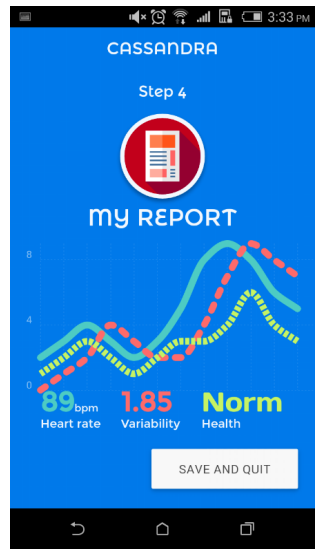 3:33 PM
CASSANDRA
Step 4
MY REPORT
8
4
0
89bpm 1.85 Norm
Heart rate Variability Health
SAVE AND QUIT